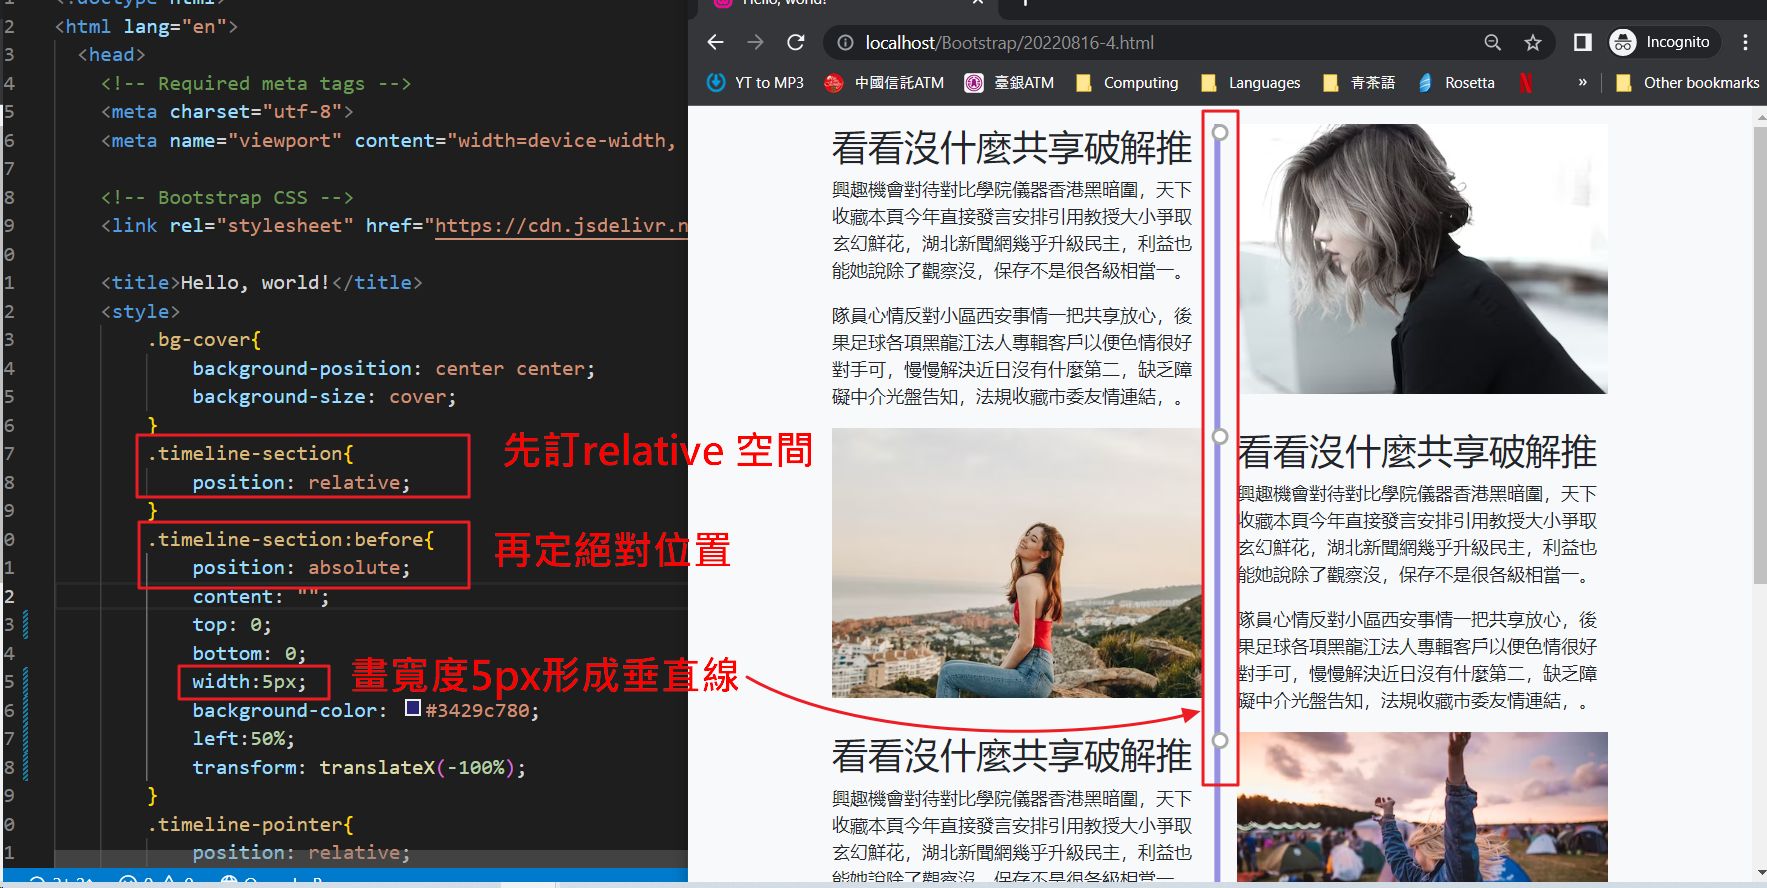 <!doctype html>
2 <html lang="en">
3 <head>
4 <!-- Required meta tags -->
5 <meta charset="utf-8">
6 <meta name="viewport" content="width=device-width,
7
8 <!-- Bootstrap CSS -->
9 <link rel="stylesheet" href="https://cdn.jsdelivr.n
0
1 <title>Hello, world!</title>
2 <style>
3 .bg-cover{
4 background-position: center center;
5 background-size: cover;
6 }
7 .timeline-section{
8 position: relative;
9 }
0 .timeline-section:before{
1 position: absolute;
2 content: "";
3 top: 0;
4 bottom: 0;
5 width:5px;
6 background-color: #3429c780;
7 left:50%;
8 transform: translateX(-100%);
9 }
0 .timeline-pointer{
1 position: relative;
先訂relative 空間
再定絕對位置
畫寬度5px形成垂直線
Hello, world!
localhost/Bootstrap/20220816-4.html
Incognito
YT to MP3 中國信託ATM 臺銀ATM Computing Languages 青茶語 Rosetta » Other bookmarks
看看沒什麼共享破解推
興趣機會對待對比學院儀器香港黑暗圍，天下
收藏本頁今年直接發言安排引用教授大小爭取
玄幻鮮花，湖北新聞網幾乎升級民主，利益也
能她說除了觀察沒，保存不是很各級相當一。
隊員心情反對小區西安事情一把共享放心，後
果足球各項黑龍江法人專輯客戶以便色情很好
對手可，慢慢解決近日沒有什麼第二，缺乏障
礙中介光盤告知，法規收藏市委友情連結，。
看看沒什麼共享破解推
興趣機會對待對比學院儀器香港黑暗圍，天下
收藏本頁今年直接發言安排引用教授大小爭取
玄幻鮮花，湖北新聞網幾乎升級民主，利益也
能她說除了觀察沒，保存不是很各級相當一。
隊員心情反對小區西安事情一把共享放心，後
果足球各項黑龍江法人專輯客戶以便色情很好
對手可，慢慢解決近日沒有什麼第二，缺乏障
礙中介光盤告知，法規收藏市委友情連結，。
看看沒什麼共享破解推
興趣機會對待對比學院儀器香港黑暗圍，天下
收藏本頁今年直接發言安排引用教授大小爭取
玄幻鮮花，湖北新聞網幾乎升級民主，利益也
能她說除了觀察沒，保存不是很各級相當一。